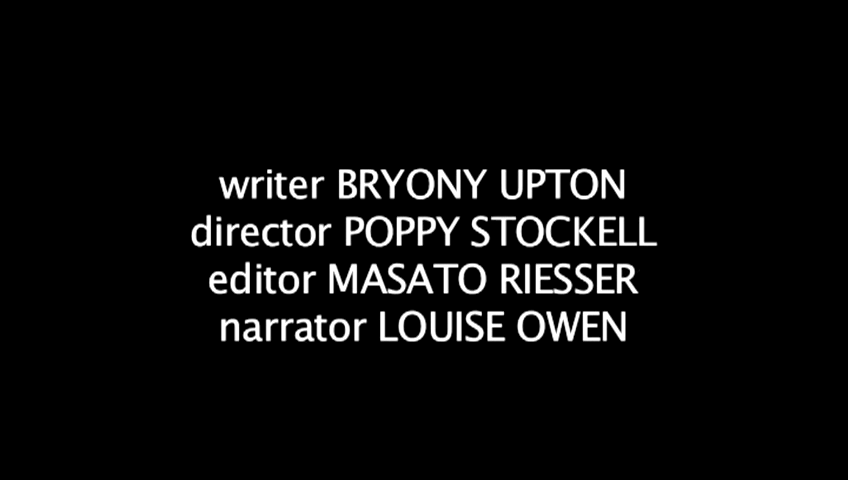 writer BRYONY UPTON
director POPPY STOCKELL
editor MASATO RIESSER
narrator LOUISE OWEN